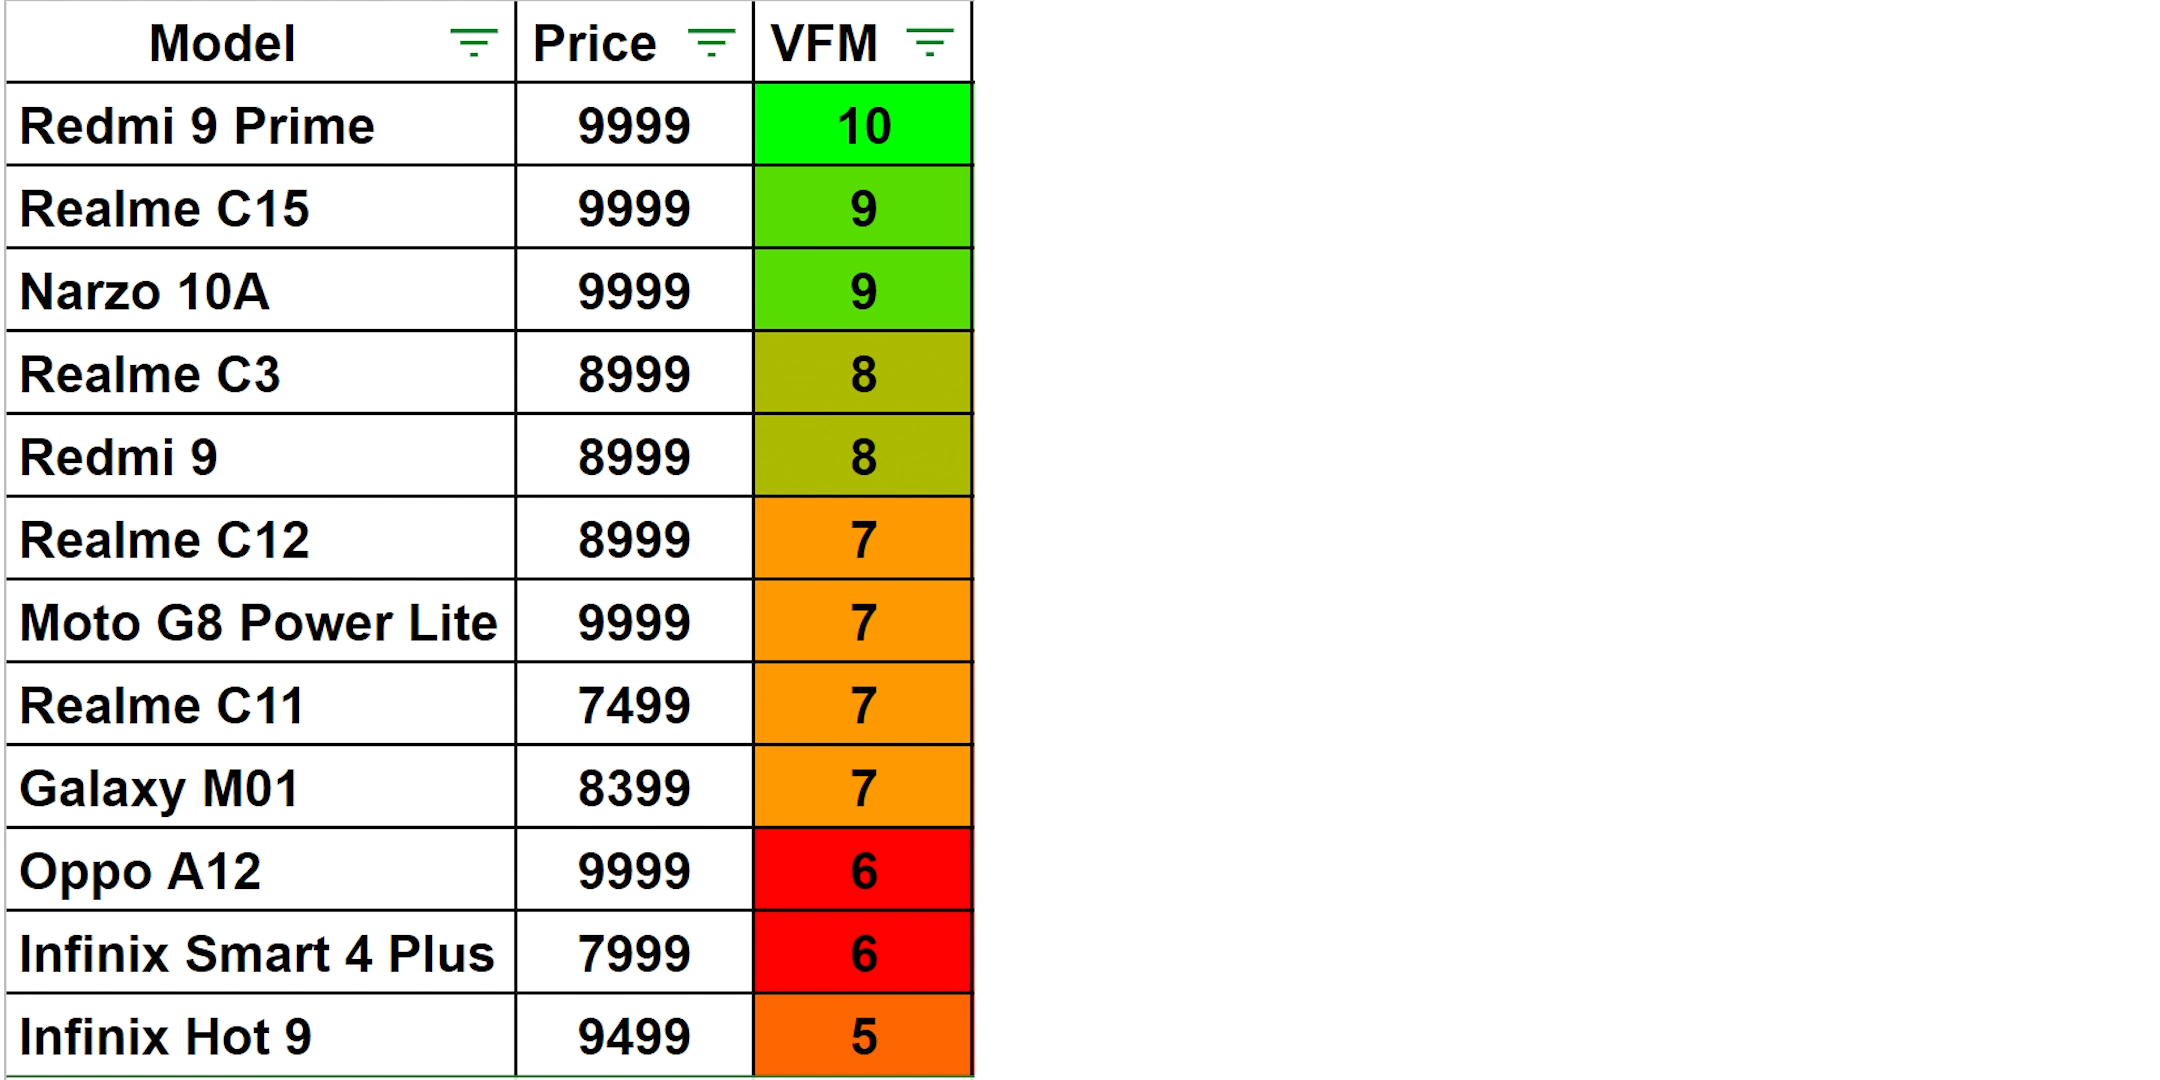 Model Price VFM
Redmi 9 Prime 9999 10
Realme C15 9999 9
Narzo 10A 9999 9
Realme C3 8999 8
Redmi 9 8999 8
Realme C12 8999 7
Moto G8 Power Lite 9999 7
Realme C11 7499 7
Galaxy M01 8399 7
Oppo A12 9999 6
Infinix Smart 4 Plus 7999 6
Infinix Hot 9 9499 5